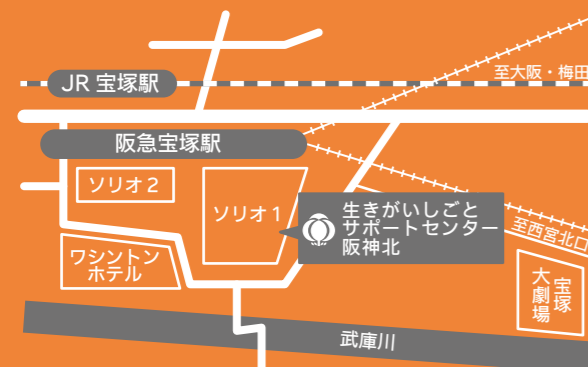 至大阪・梅田
JR 宝塚駅
阪急宝塚駅
ソリオ2
ソリオ1
生きがいしごと
サポートセンター
阪神北
至西宮北口
ワシントン
ホテル
宝塚
大劇場
武庫川